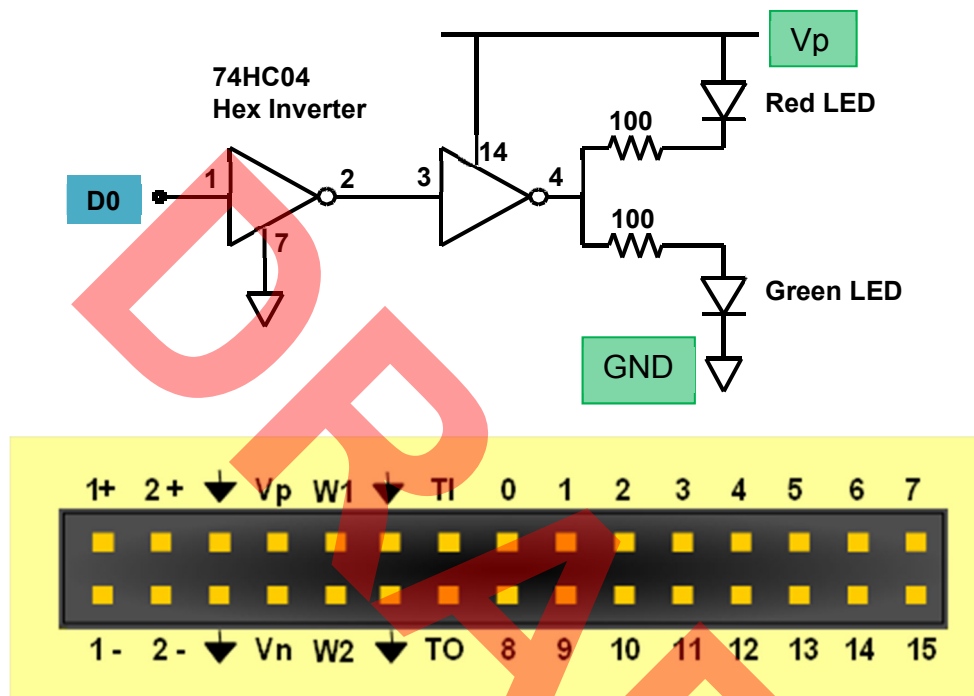 Vp
74HC04
Hex Inverter
Red LED
100
14
1
2
3
4
D0
7
100
Green LED
GND
1+ 2+ Vp W1 TI 0 1 2 3 4 5 6 7
1- 2- Vn W2 TO 8 9 10 11 12 13 14 15
DRAF